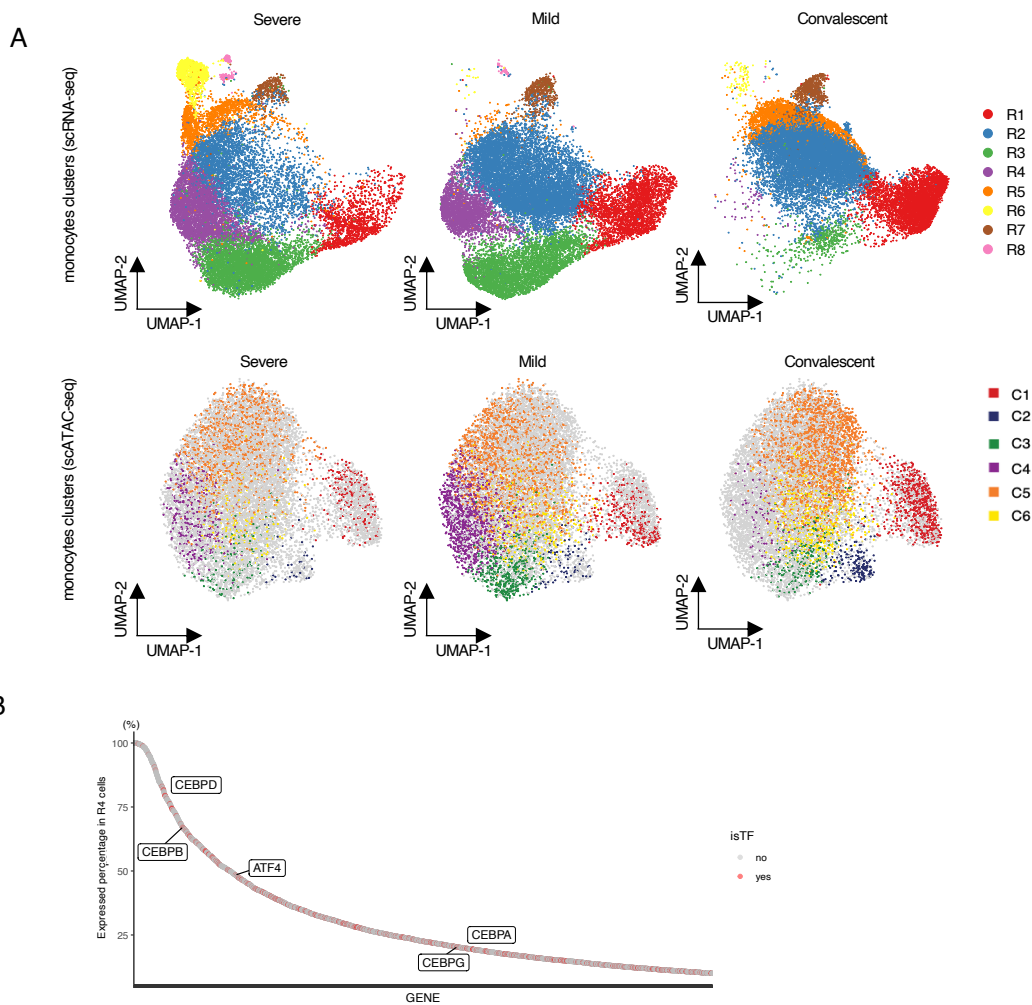 A
Severe
Mild
Convalescent
monocytes clusters (scRNA-seq)
R1
R2
R3
R4
R5
R6
R7
R8
UMAP-2
UMAP-1
UMAP-2
UMAP-1
UMAP-2
UMAP-1
Severe
Mild
Convalescent
monocytes clusters (scATAC-seq)
C1
C2
C3
C4
C5
C6
UMAP-2
UMAP-1
UMAP-2
UMAP-1
UMAP-2
UMAP-1
B
(%)
100
75
50
25
Expressed percentage in R4 cells
CEBPD
CEBPB
ATF4
CEBPA
CEBPG
GENE
isTF
no
yes